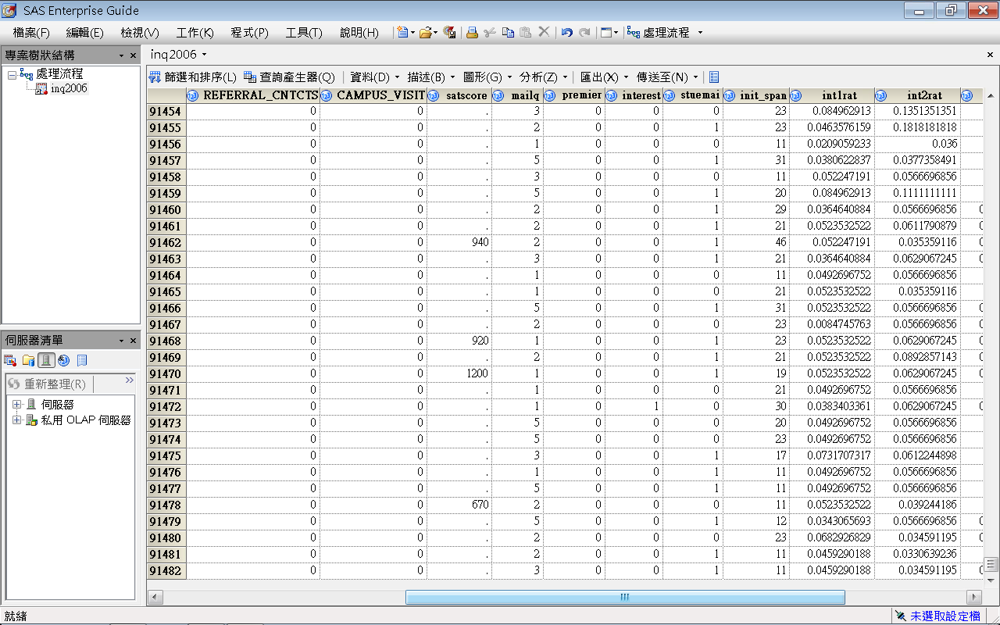 SAS Enterprise Guide
檔案(F) 編輯(E) 檢視(V) 工作(K) 程式(P) 工具(T) 說明(H) 處理流程
專案樹狀結構
處理流程
inq2006
伺服器清單
重新整理(R) »
伺服器
私用 OLAP 伺服器
inq2006
篩選和排序(L) 查詢產生器(Q) 資料(D) 描述(B) 圖形(G) 分析(Z) 匯出(X) 傳送至(N)
REFERRAL_CNTCTS CAMPUS_VISIT satscore mailq premier interest stuemai init_span int1rat int2rat
91454 0 0 . 3 0 0 0 23 0.084962913 0.1351351351
91455 0 0 . 2 0 0 1 23 0.0463576159 0.1818181818
91456 0 0 . 1 0 0 0 11 0.0209059233 0.036
91457 0 0 . 5 0 0 1 31 0.0380622837 0.0377358491
91458 0 0 . 3 0 0 0 11 0.052247191 0.0566696856
91459 0 0 . 5 0 0 1 20 0.084962913 0.1111111111
91460 0 0 . 2 0 0 1 29 0.0364640884 0.0566696856
91461 0 0 . 2 0 0 1 21 0.0523532522 0.0611790879
91462 0 0 940 2 0 0 1 46 0.052247191 0.035359116
91463 0 0 . 3 0 0 1 21 0.0364640884 0.0629067245
91464 0 0 . 1 0 0 0 11 0.0492696752 0.0566696856
91465 0 0 . 1 0 0 0 21 0.0523532522 0.035359116
91466 0 0 . 5 0 0 1 31 0.0523532522 0.0566696856
91467 0 0 . 2 0 0 0 23 0.0084745763 0.0566696856
91468 0 0 920 1 0 0 1 23 0.0523532522 0.0629067245
91469 0 0 . 2 0 0 1 21 0.0523532522 0.0892857143
91470 0 0 1200 1 0 0 1 19 0.0523532522 0.0629067245
91471 0 0 . 1 0 0 0 21 0.0492696752 0.0566696856
91472 0 0 . 1 0 1 0 30 0.0383403361 0.0629067245
91473 0 0 . 5 0 0 0 20 0.0492696752 0.0566696856
91474 0 0 . 5 0 0 0 23 0.0492696752 0.0566696856
91475 0 0 . 3 0 0 1 17 0.0731707317 0.0612244898
91476 0 0 . 1 0 0 1 11 0.0492696752 0.0566696856
91477 0 0 . 5 0 0 1 11 0.0492696752 0.0566696856
91478 0 0 670 2 0 0 0 11 0.0523532522 0.039244186
91479 0 0 . 5 0 0 1 12 0.0343065693 0.0566696856
91480 0 0 . 2 0 0 0 23 0.0682926829 0.034591195
91481 0 0 . 2 0 0 1 11 0.0459290188 0.0330639236
91482 0 0 . 3 0 0 1 11 0.0459290188 0.034591195
就緒
未選取設定檔